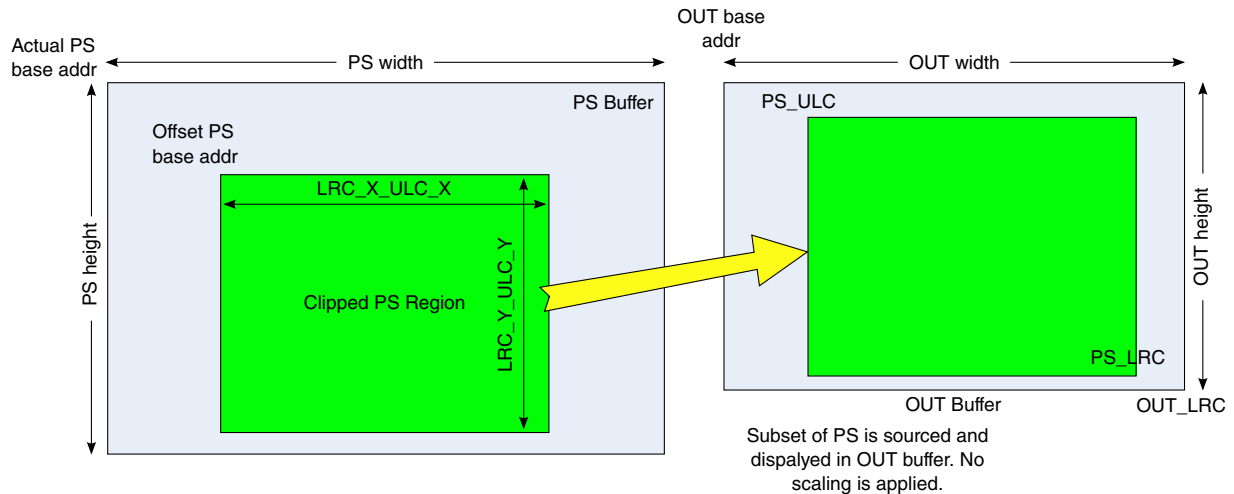 OUT base
addr
Actual PS
base addr
PS width
OUT width
PS Buffer
PS_ULC
Offset PS
base addr
LRC_X_ULC_X
PS height
LRC_Y_ULC_Y
Clipped PS Region
OUT height
PS_LRC
OUT Buffer
OUT_LRC
Subset of PS is sourced and
dispalyed in OUT buffer. No
scaling is applied.